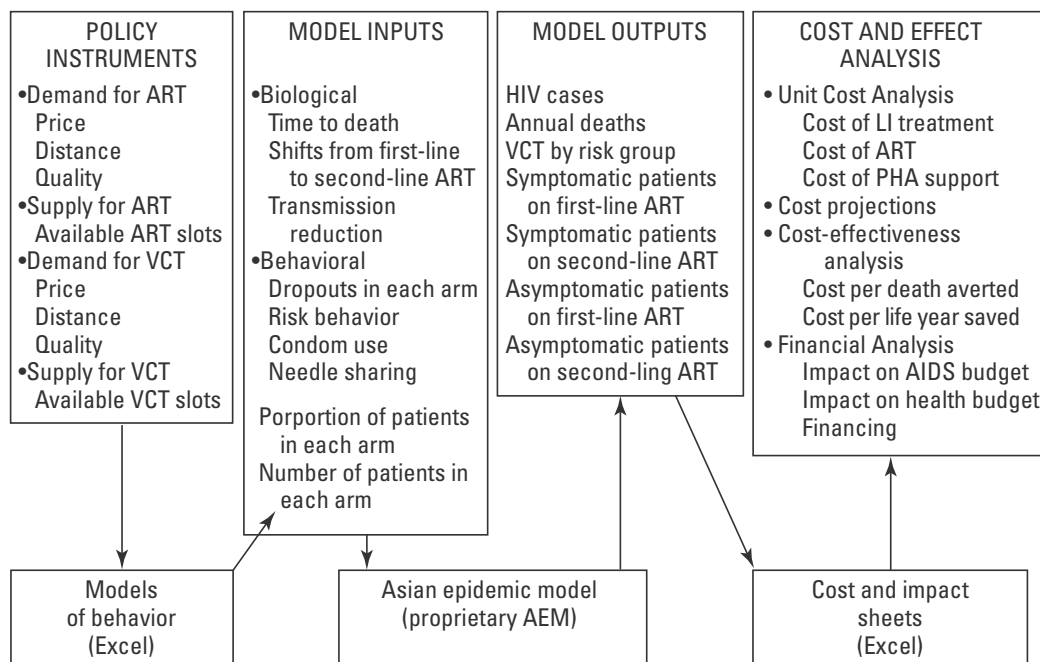 POLICY
INSTRUMENTS
•Demand for ART
Price
Distance
Quality
•Supply for ART
Available ART slots
•Demand for VCT
Price
Distance
Quality
•Supply for VCT
Available VCT slots
MODEL INPUTS
•Biological
Time to death
Shifts from first-line
to second-line ART
Transmission
reduction
•Behavioral
Dropouts in each arm
Risk behavior
Condom use
Needle sharing
Porportion of patients
in each arm
Number of patients in
each arm
MODEL OUTPUTS
HIV cases
Annual deaths
VCT by risk group
Symptomatic patients
on first-line ART
Symptomatic patients
on second-line ART
Asymptomatic patients
on first-line ART
Asymptomatic patients
on second-ling ART
COST AND EFFECT
ANALYSIS
• Unit Cost Analysis
Cost of LI treatment
Cost of ART
Cost of PHA support
• Cost projections
• Cost-effectiveness
analysis
Cost per death averted
Cost per life year saved
• Financial Analysis
Impact on AIDS budget
Impact on health budget
Financing
Models
of behavior
(Excel)
Asian epidemic model
(proprietary AEM)
Cost and impact
sheets
(Excel)